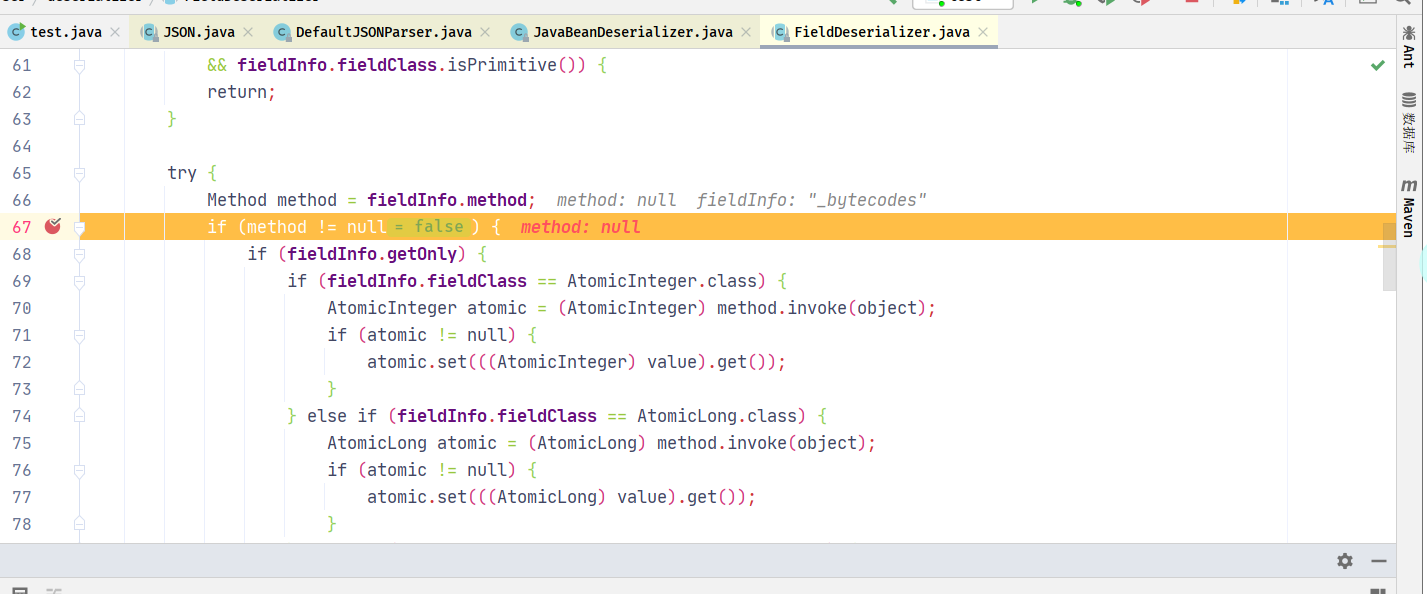 test.java JSON.java DefaultJSONParser.java JavaBeanDeserializer.java FieldDeserializer.java
61 && fieldInfo.fieldClass.isPrimitive()) {
62 return;
63 }
64
65 try {
66 Method method = fieldInfo.method; method: null fieldInfo: "_bytecodes"
67 if (method != null = false ) { method: null
68 if (fieldInfo.getOnly) {
69 if (fieldInfo.fieldClass == AtomicInteger.class) {
70 AtomicInteger atomic = (AtomicInteger) method.invoke(object);
71 if (atomic != null) {
72 atomic.set(((AtomicInteger) value).get());
73 }
74 } else if (fieldInfo.fieldClass == AtomicLong.class) {
75 AtomicLong atomic = (AtomicLong) method.invoke(object);
76 if (atomic != null) {
77 atomic.set(((AtomicLong) value).get());
78 }
Ant
数据库
m Maven